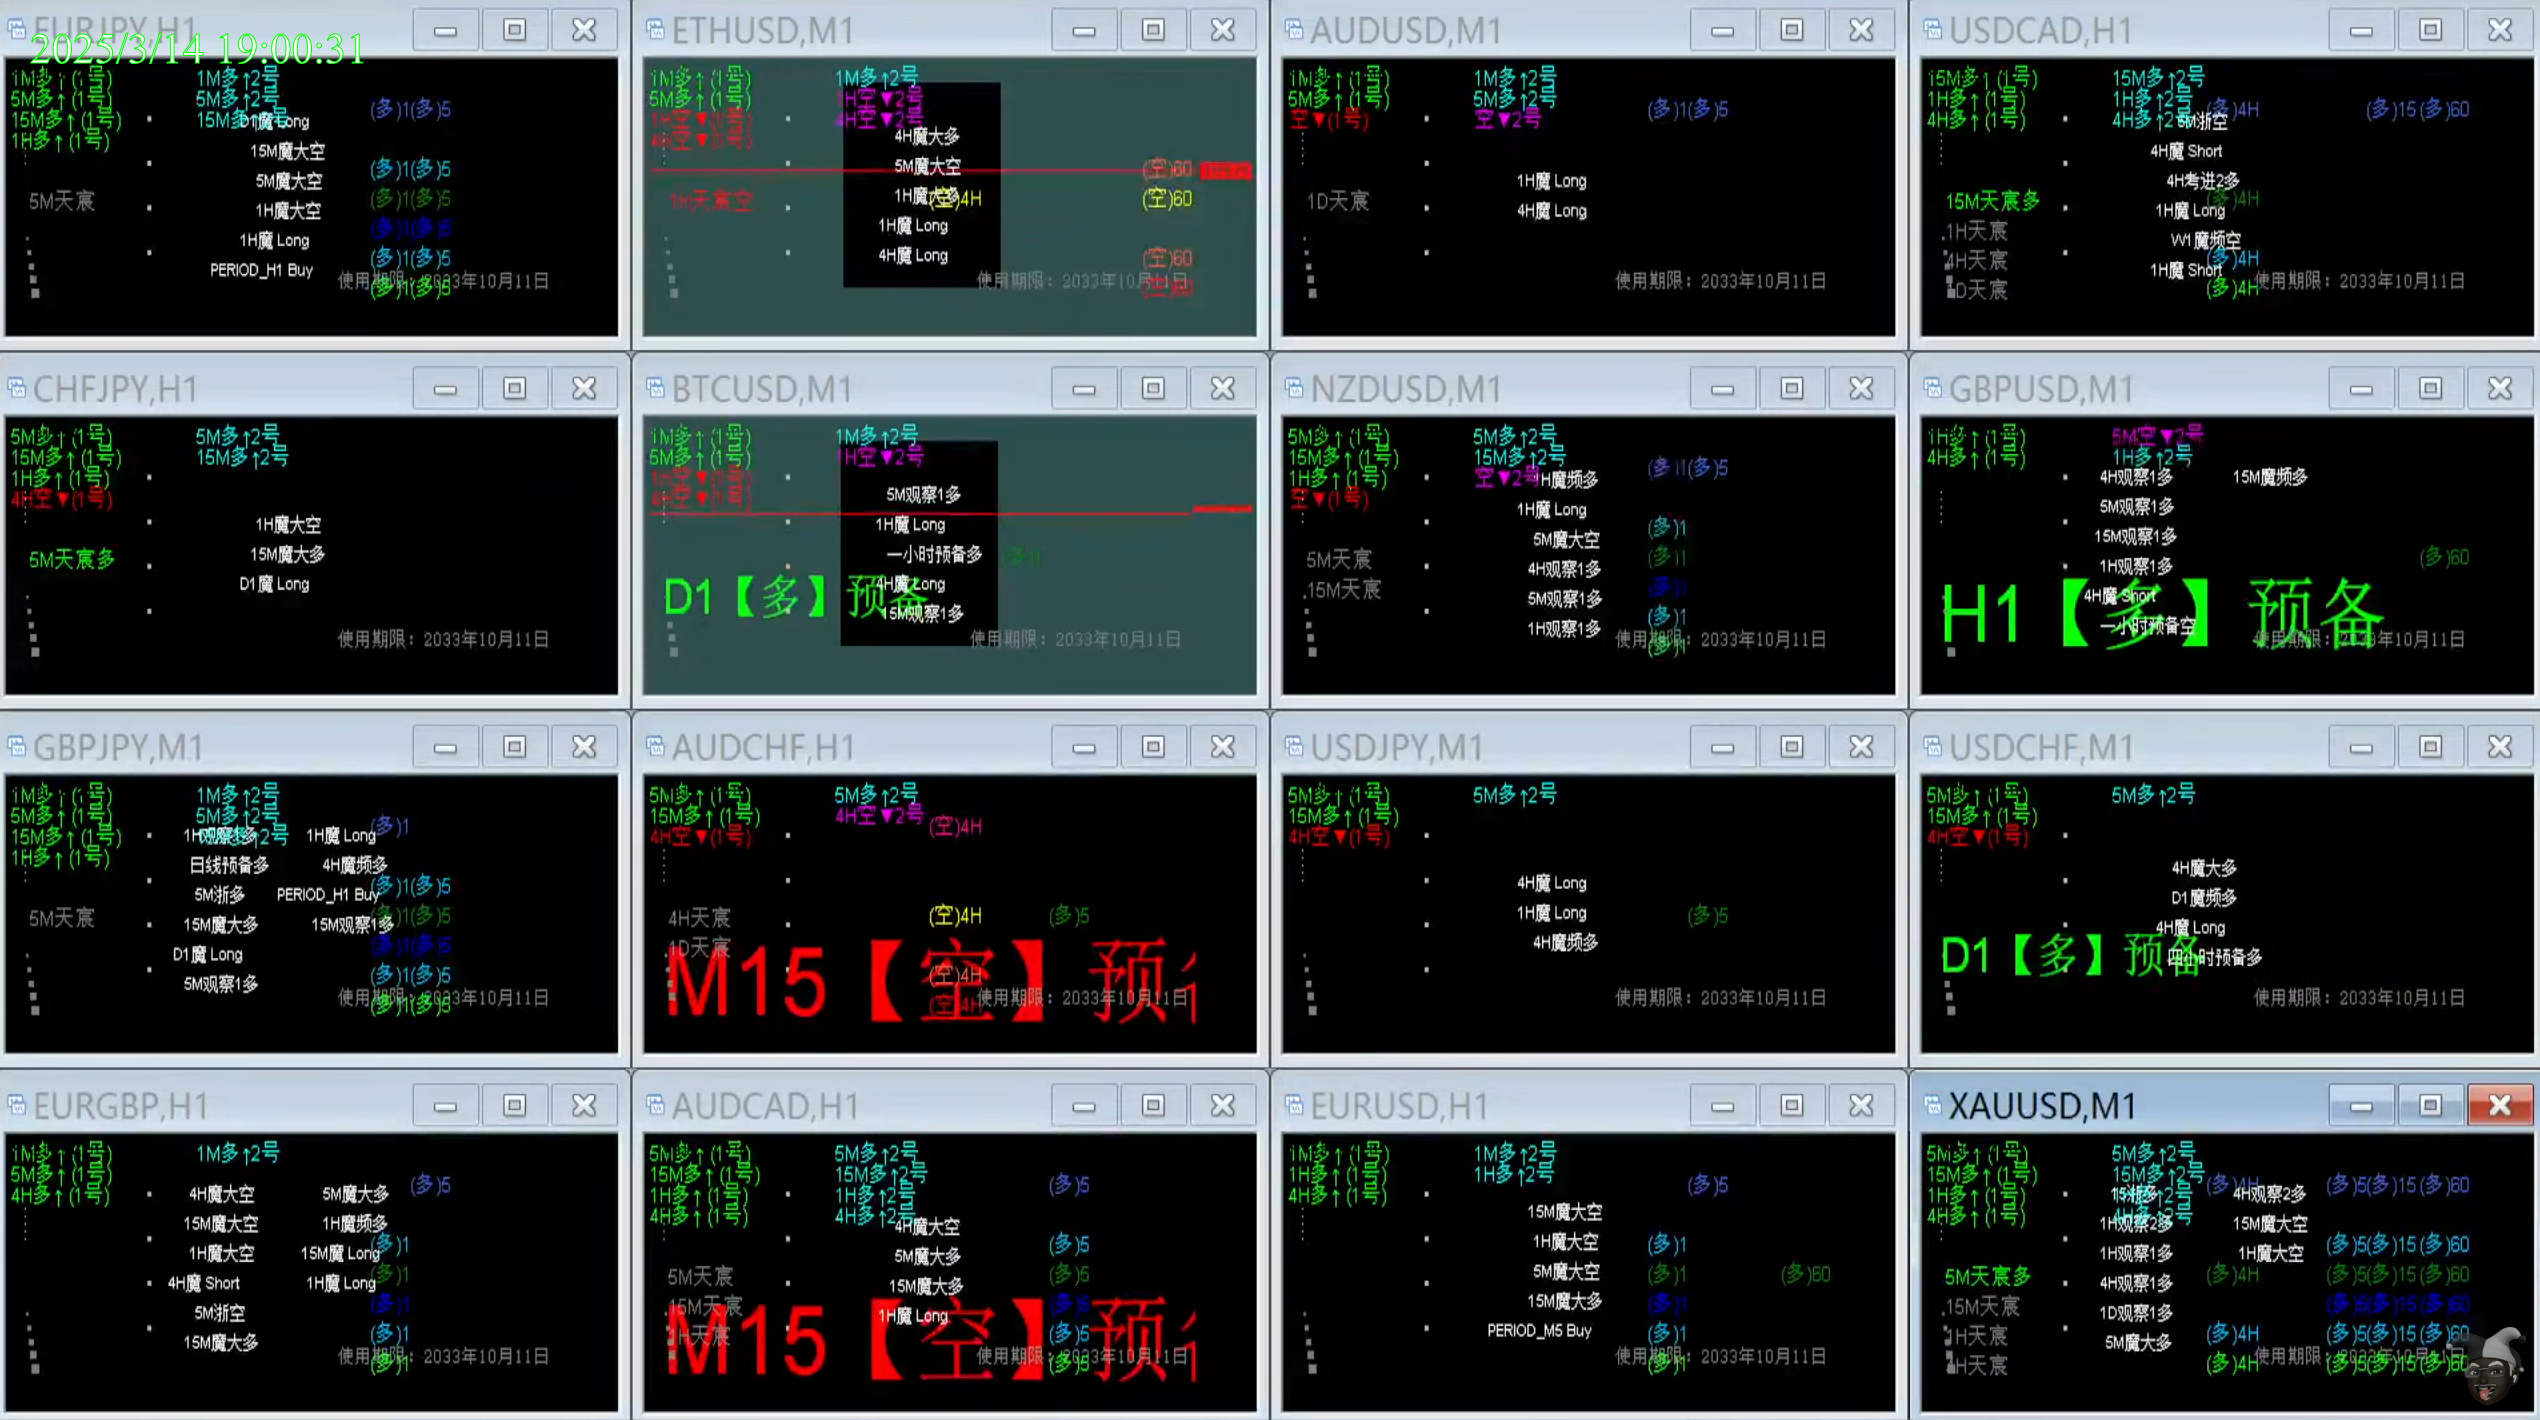 EURJPY,H1
2025/3/14 19:00:31
1M多↑(1号) 1M多↑2号
5M多↑(1号) 5M多↑2号 (多)1(多)5
15M多↑(1号) 15M多↑2号 D1魔 Long
1H多↑(1号)
15M魔大空
(多)1(多)5
5M魔大空
5M天宸 (多)1(多)5
1H魔大空
(多)1(多)5
1H魔 Long
(多)1(多)5
PERIOD_H1 Buy
使用期限：2033年10月11日
(多)1(多)5
ETHUSD,M1
1M多↑(1号) 1M多↑2号
5M多↑(1号) 1H空▼2号
1H空▼(1号) 4H空▼2号
4H空▼(1号) 4H魔大多
5M魔大空 (空)60
1H天宸空 (空)4H (空)60
1H魔 Long
4H魔 Long (空)60
使用期限：2033年10月11日
AUDUSD,M1
1M多↑(1号) 1M多↑2号
5M多↑(1号) 5M多↑2号 (多)1(多)5
空▼(1号) 空▼2号
1H魔 Long
1D天宸
4H魔 Long
使用期限：2033年10月11日
USDCAD,H1
15M多↑(1号) 15M多↑2号
1H多↑(1号) 1H多↑2号 (多)4H (多)15(多)60
4H多↑(1号) 4H多↑2号 5M浙空
4H魔 Short
4H考进2多
15M天宸多 (多)4H
1H魔 Long
1H天宸 W1魔频空
4H天宸 (多)4H
1H魔 Short
1D天宸 (多)4H 使用期限：2033年10月11日
CHFJPY,H1
5M多↑(1号) 5M多↑2号
15M多↑(1号) 15M多↑2号
1H多↑(1号)
4H空▼(1号)
1H魔大空
5M天宸多 15M魔大多
D1魔 Long
使用期限：2033年10月11日
BTCUSD,M1
1M多↑(1号) 1M多↑2号
5M多↑(1号) 1H空▼2号
1H空▼(1号)
4H空▼(1号) 5M观察1多
1H魔 Long
一小时预备多
4H魔 Long
D1【多】预备
15M观察1多
使用期限：2033年10月11日
NZDUSD,M1
5M多↑(1号) 5M多↑2号
15M多↑(1号) 15M多↑2号 (多)1(多)5
1H多↑(1号) 空▼2号 1H魔频多
空▼(1号) 1H魔 Long
(多)1
5M魔大空
5M天宸 (多)1
4H观察1多
15M天宸 (多)1
5M观察1多
(多)1
1H观察1多
使用期限：2033年10月11日
(多)1
GBPUSD,M1
1H多↑(1号) 5M空▼2号
4H多↑(1号) 1H多↑2号
4H观察1多 15M魔频多
5M观察1多
15M观察1多
1H观察1多 (多)60
4H魔 Short
H1【多】预备
一小时预备空
使用期限：2033年10月11日
GBPJPY,M1
1M多↑(1号) 1M多↑2号
5M多↑(1号) 5M多↑2号 (多)1
15M多↑(1号) 15M多↑2号 1H观察1多 1H魔 Long
1H多↑(1号) 日线预备多 4H魔频多
(多)1(多)5
5M浙多 PERIOD_H1 Buy
5M天宸 15M魔大多 15M观察1多 (多)1(多)5
(多)1(多)5
D1魔 Long
(多)1(多)5
5M观察1多
使用期限：2033年10月11日
(多)1(多)5
AUDCHF,H1
5M多↑(1号) 5M多↑2号
15M多↑(1号) 4H空▼2号 (空)4H
4H空▼(1号)
4H天宸 (空)4H (多)5
1D天宸
M15【空】预
(空)4H
(空)4H
使用期限：2033年10月11日
USDJPY,M1
5M多↑(1号) 5M多↑2号
15M多↑(1号)
4H空▼(1号)
4H魔 Long
1H魔 Long (多)5
4H魔频多
使用期限：2033年10月11日
USDCHF,M1
5M多↑(1号) 5M多↑2号
15M多↑(1号)
4H空▼(1号)
4H魔大多
D1魔频多
4H魔 Long
D1【多】预备
四小时预备多
使用期限：2033年10月11日
EURGBP,H1
1M多↑(1号) 1M多↑2号
5M多↑(1号) (多)5
4H多↑(1号) 4H魔大空 5M魔大多
15M魔大空 1H魔频多
(多)1
1H魔大空 15M魔 Long
(多)1
4H魔 Short 1H魔 Long
(多)1
5M浙空
(多)1
15M魔大多
使用期限：2033年10月11日
(多)1
AUDCAD,H1
5M多↑(1号) 5M多↑2号
15M多↑(1号) 15M多↑2号 (多)5
1H多↑(1号) 1H多↑2号
4H多↑(1号) 4H多↑2号
4H魔大空
(多)5
5M魔大多
5M天宸 (多)5
15M魔大多
15M天宸
1H魔 Long
1H天宸 (多)5
M15【空】预
使用期限：2033年10月11日
(多)5
EURUSD,H1
1M多↑(1号) 1M多↑2号
1H多↑(1号) 1H多↑2号 (多)5
4H多↑(1号)
15M魔大空
1H魔大空 (多)1
5M魔大空 (多)1 (多)60
15M魔大多 (多)1
PERIOD_M5 Buy (多)1
使用期限：2033年10月11日
(多)1
XAUUSD,M1
5M多↑(1号) 5M多↑2号
15M多↑(1号) 15M多↑2号 (多)4H (多)5(多)15(多)60
1H多↑(1号) 1H多↑2号 4H观察2多
4H多↑(1号) 4H多↑2号 1H观察2多 15M魔大空
(多)5(多)15(多)60
1H观察1多 1H魔大空
5M天宸多 (多)4H (多)5(多)15(多)60
4H观察1多
15M天宸 1D观察1多 (多)5(多)15(多)60
1H天宸 (多)4H (多)5(多)15(多)60
5M魔大多
4H天宸 (多)4H 使用期限：2033年10月11日
(多)5(多)15(多)60